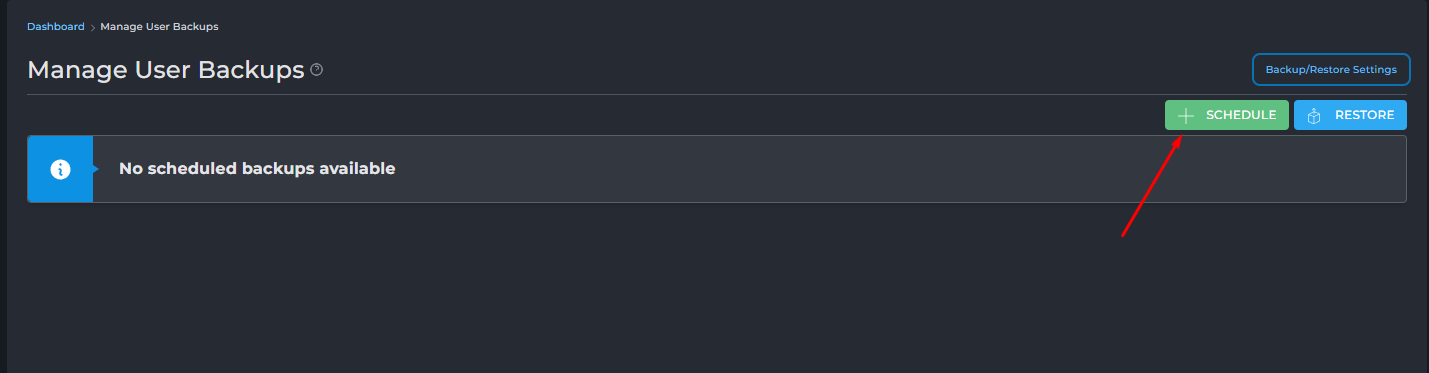 Dashboard > Manage User Backups
Manage User Backups ?
Backup/Restore Settings
+ SCHEDULE
RESTORE
i
No scheduled backups available